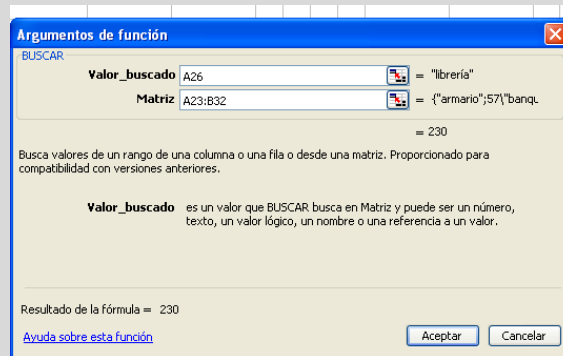 Argumentos de función
BUSCAR
Valor_buscado A26 = "librería"
Matriz A23:B32 = {"armario";57\"banqu
= 230
Busca valores de un rango de una columna o una fila o desde una matriz. Proporcionado para
compatibilidad con versiones anteriores.
Valor_buscado es un valor que BUSCAR busca en Matriz y puede ser un número,
texto, un valor lógico, un nombre o una referencia a un valor.
Resultado de la fórmula = 230
Ayuda sobre esta función Aceptar Cancelar